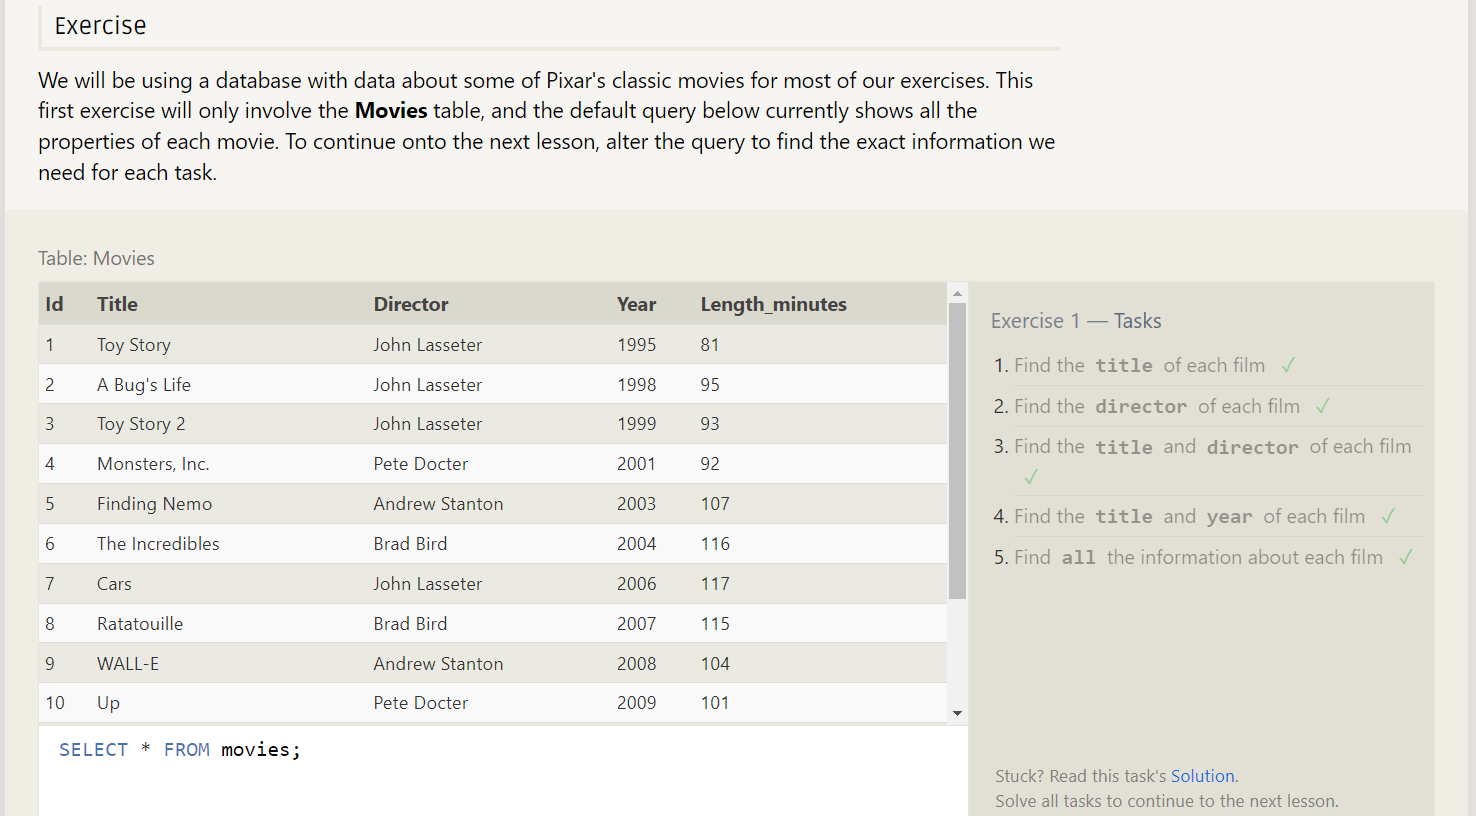 Exercise
We will be using a database with data about some of Pixar's classic movies for most of our exercises. This
first exercise will only involve the Movies table, and the default query below currently shows all the
properties of each movie. To continue onto the next lesson, alter the query to find the exact information we
need for each task.
Table: Movies
Id Title Director Year Length_minutes
1 Toy Story John Lasseter 1995 81
2 A Bug's Life John Lasseter 1998 95
3 Toy Story 2 John Lasseter 1999 93
4 Monsters, Inc. Pete Docter 2001 92
5 Finding Nemo Andrew Stanton 2003 107
6 The Incredibles Brad Bird 2004 116
7 Cars John Lasseter 2006 117
8 Ratatouille Brad Bird 2007 115
9 WALL-E Andrew Stanton 2008 104
10 Up Pete Docter 2009 101
SELECT * FROM movies;
Exercise 1 — Tasks
1. Find the title of each film ✓
2. Find the director of each film ✓
3. Find the title and director of each film
✓
4. Find the title and year of each film ✓
5. Find all the information about each film ✓
Stuck? Read this task's Solution.
Solve all tasks to continue to the next lesson.